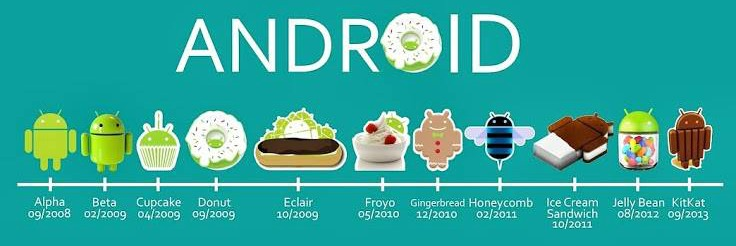 ANDROID
Alpha
09/2008
Beta
02/2009
Cupcake
04/2009
Donut
09/2009
Eclair
10/2009
Froyo
05/2010
Gingerbread
12/2010
Honeycomb
02/2011
Ice Cream
Sandwich
10/2011
Jelly Bean
08/2012
KitKat
09/2013